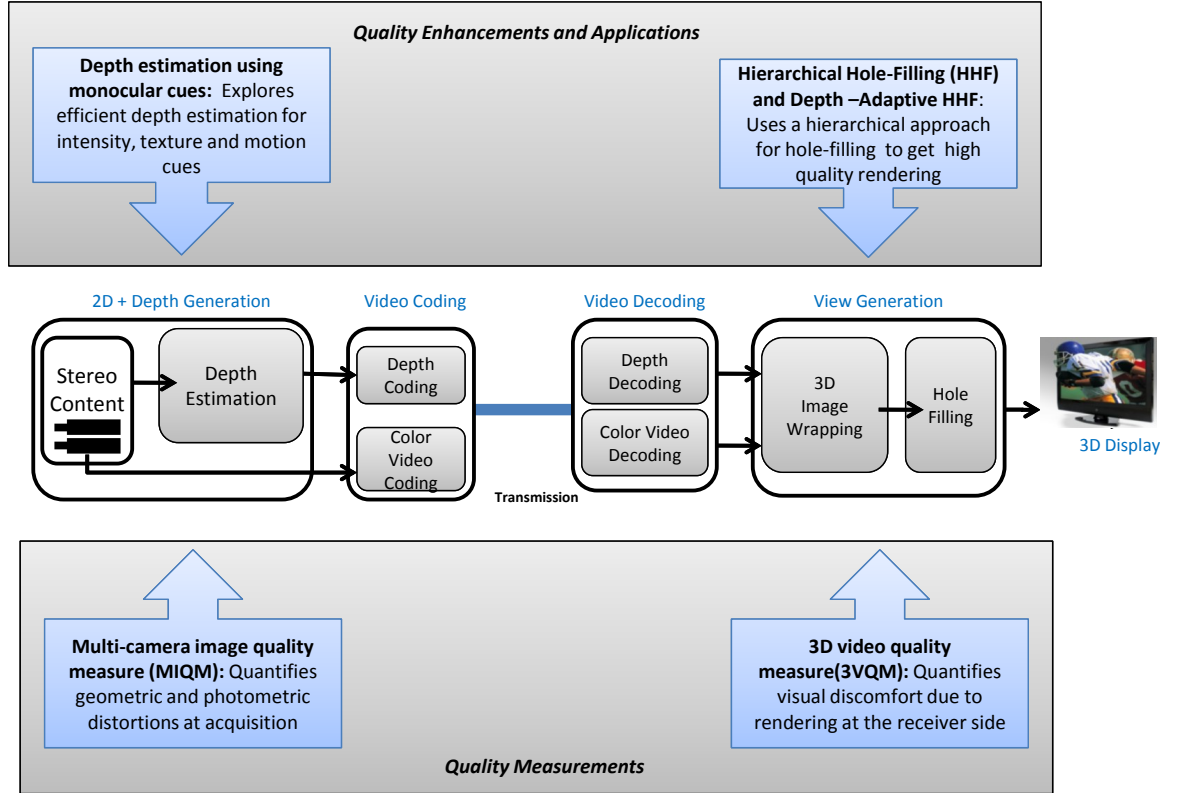 Quality Enhancements and Applications
Depth estimation using
monocular cues: Explores
efficient depth estimation for
intensity, texture and motion
cues
Hierarchical Hole-Filling (HHF)
and Depth –Adaptive HHF:
Uses a hierarchical approach
for hole-filling to get high
quality rendering
2D + Depth Generation
Video Coding
Video Decoding
View Generation
Stereo
Content
Depth
Estimation
Depth
Coding
Color
Video
Coding
Transmission
Depth
Decoding
Color Video
Decoding
3D
Image
Wrapping
Hole
Filling
3D Display
Multi-camera image quality
measure (MIQM): Quantifies
geometric and photometric
distortions at acquisition
3D video quality
measure(3VQM): Quantifies
visual discomfort due to
rendering at the receiver side
Quality Measurements